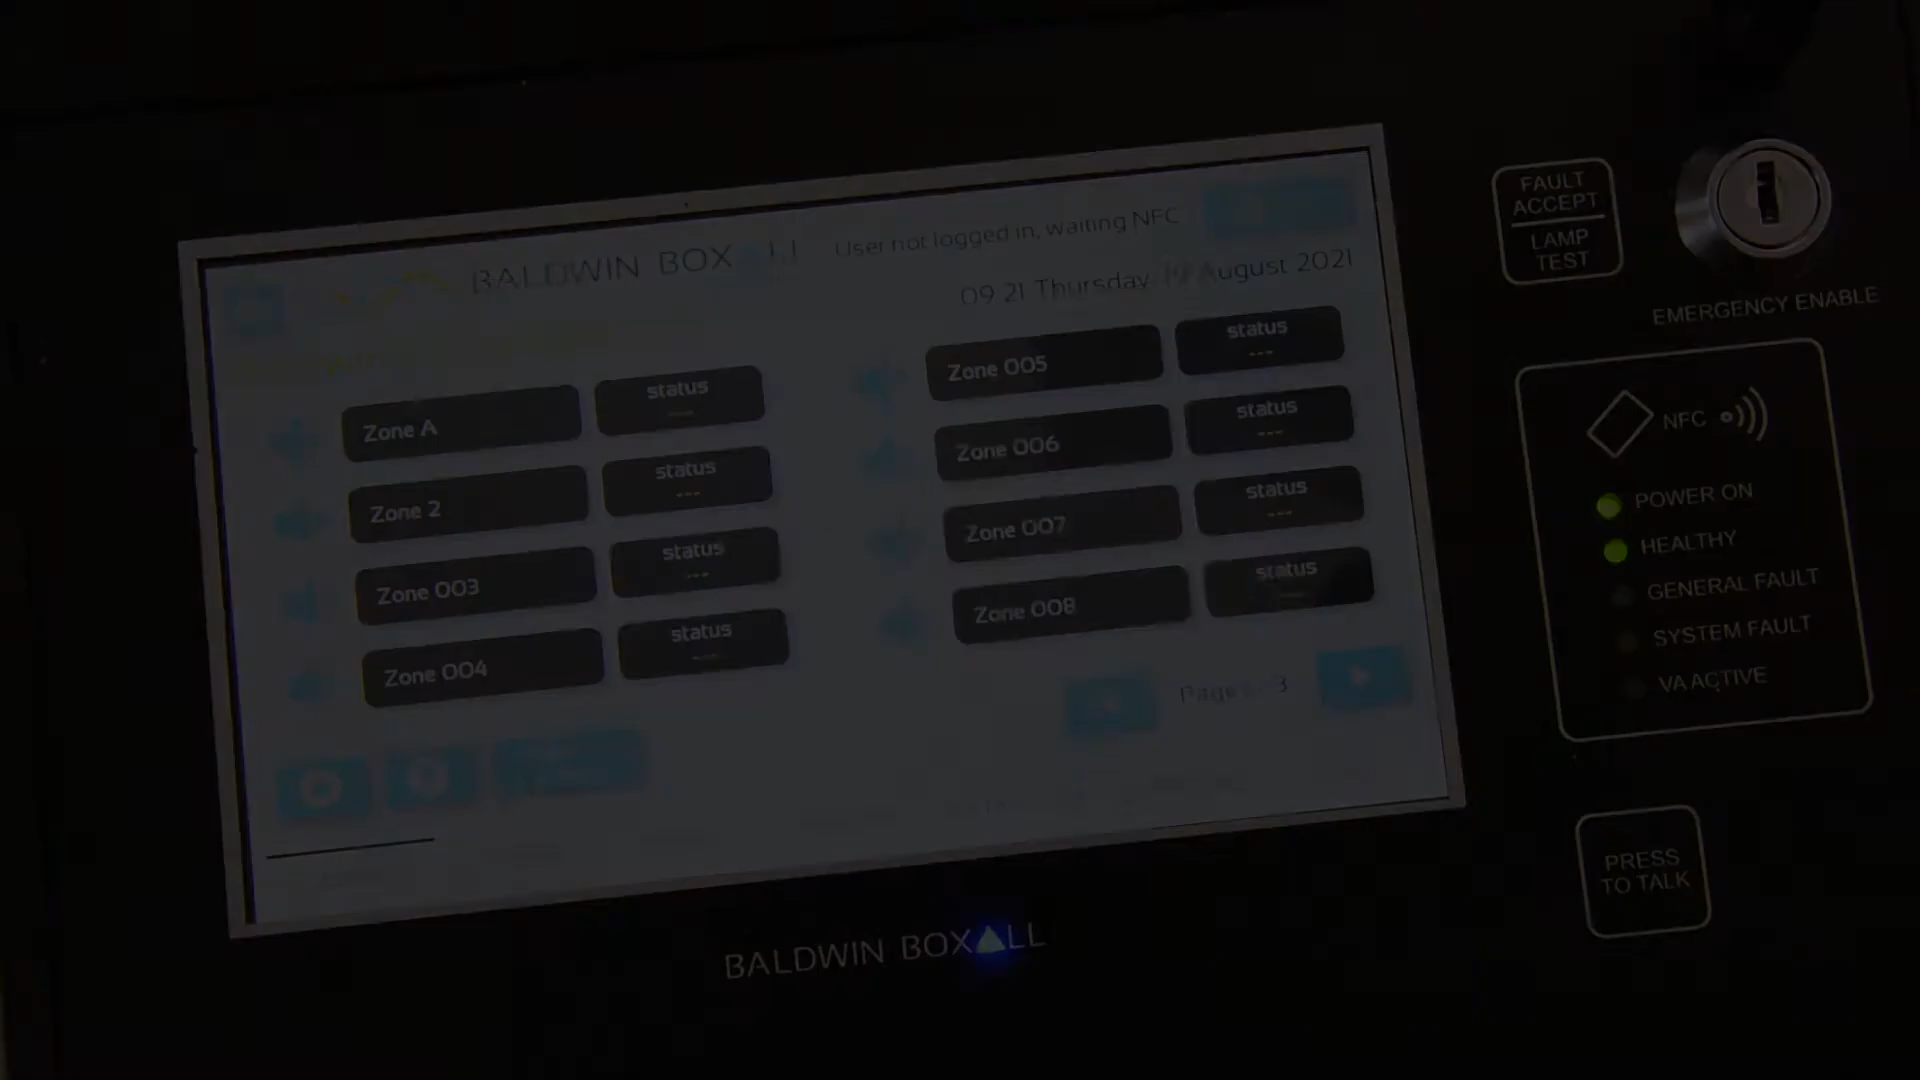 BALDWIN BOXALL
User not logged in, waiting NFC
09 21 Thursday, August 2021
Zone A
status
---
Zone 2
status
---
Zone 003
status
---
Zone 004
status
---
Zone 005
status
---
Zone 006
status
---
Zone 007
status
---
Zone 008
status
---
Page 3
BALDWIN BOXALL
FAULT
ACCEPT
LAMP
TEST
EMERGENCY ENABLE
NFC
POWER ON
HEALTHY
GENERAL FAULT
SYSTEM FAULT
VA ACTIVE
PRESS
TO TALK